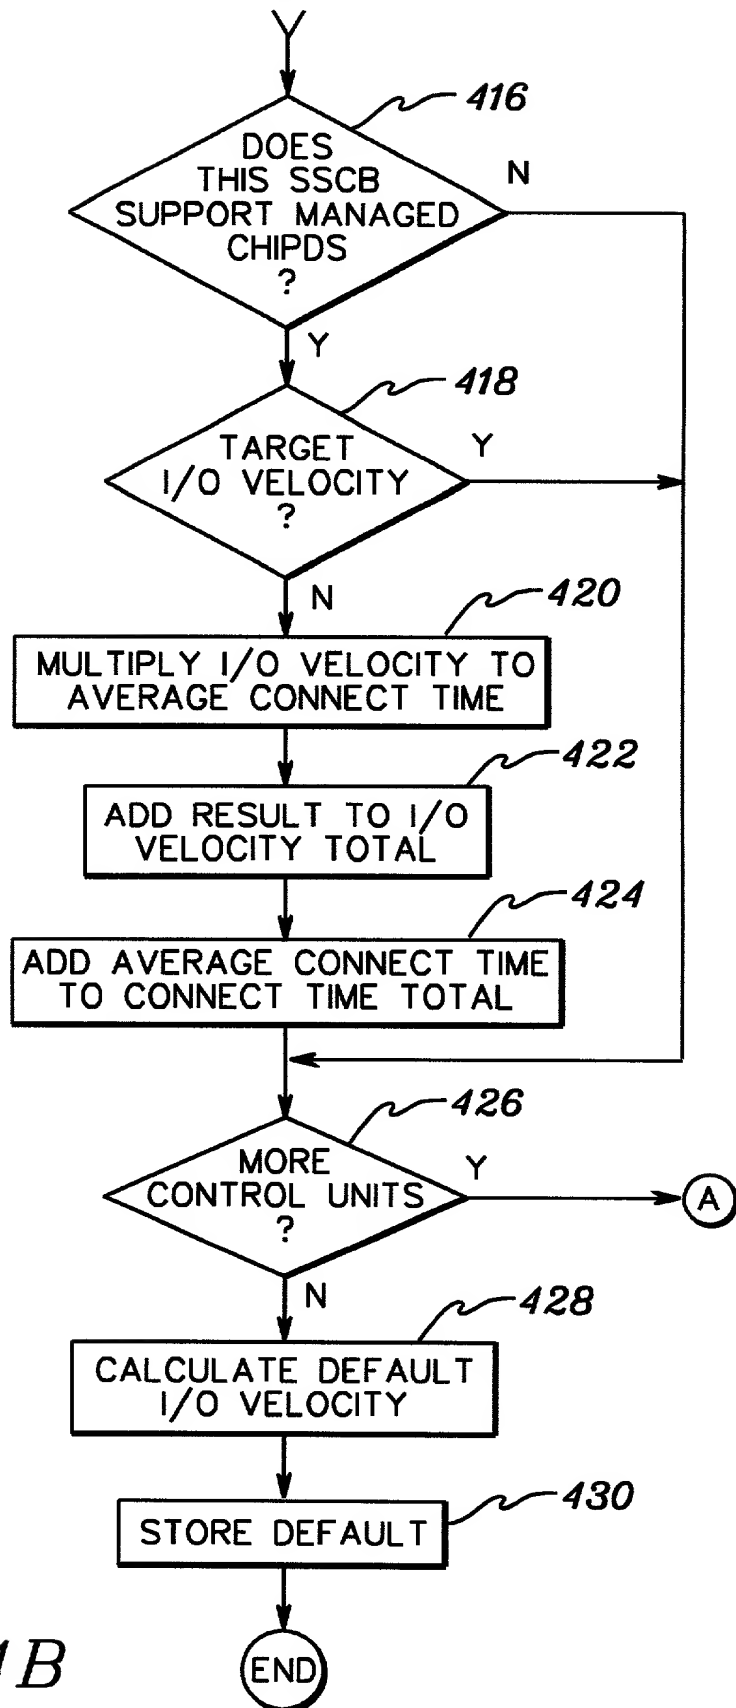 416
DOES
THIS SSCB
SUPPORT MANAGED
CHIPDS
?
N
Y
418
TARGET
I/O VELOCITY
?
Y
N
420
MULTIPLY I/O VELOCITY TO
AVERAGE CONNECT TIME
422
ADD RESULT TO I/O
VELOCITY TOTAL
424
ADD AVERAGE CONNECT TIME
TO CONNECT TIME TOTAL
426
MORE
CONTROL UNITS
?
Y
A
N
428
CALCULATE DEFAULT
I/O VELOCITY
430
STORE DEFAULT
END